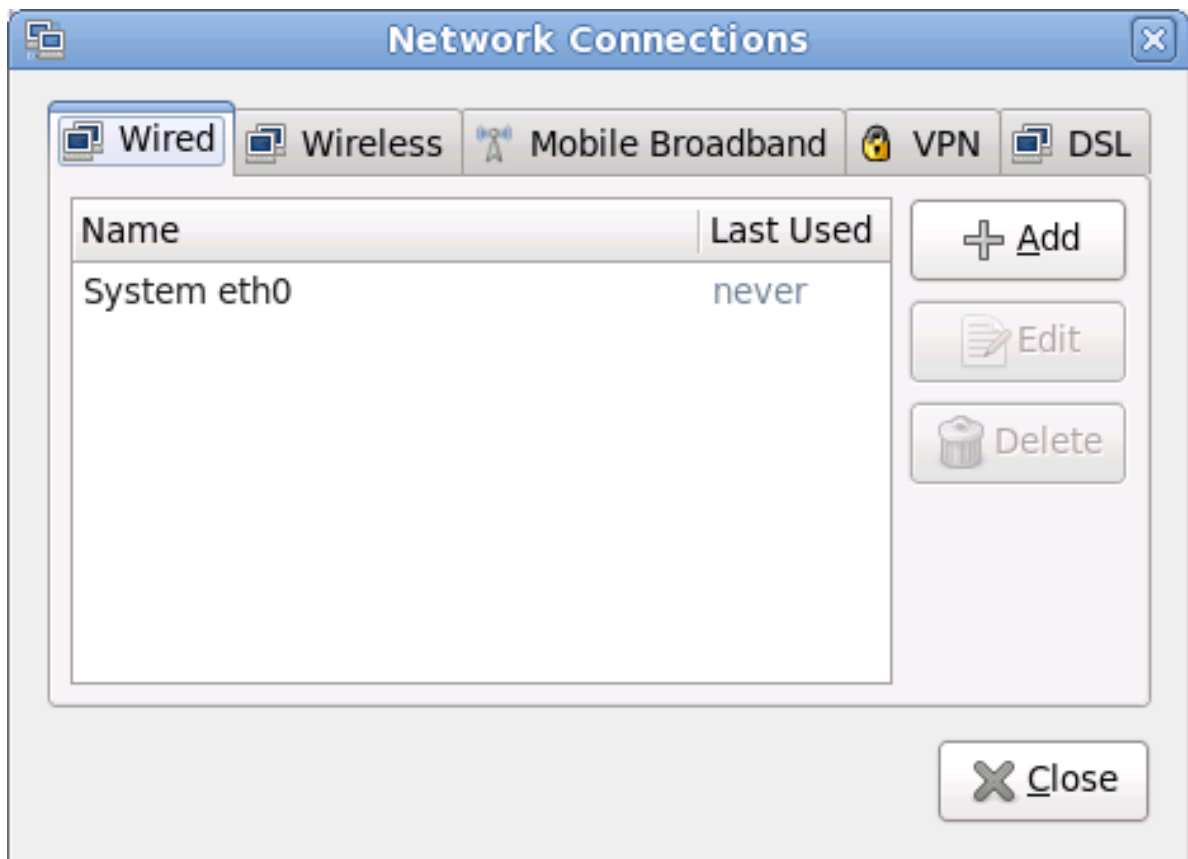 Network Connections
Wired Wireless Mobile Broadband VPN DSL
Name Last Used
System eth0 never
Add
Edit
Delete
Close